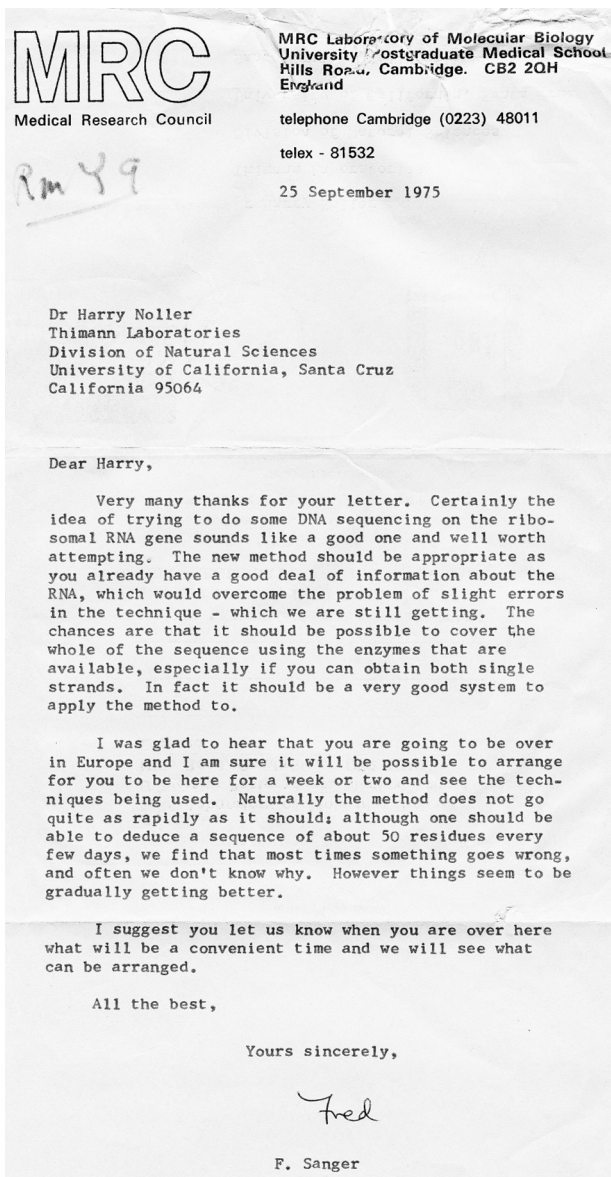 MRC
Medical Research Council
MRC Laboratory of Molecular Biology
University Postgraduate Medical School
Hills Road, Cambridge. CB2 2QH
England
telephone Cambridge (0223) 48011
telex - 81532
Rm Y9
25 September 1975
Dr Harry Noller
Thimann Laboratories
Division of Natural Sciences
University of California, Santa Cruz
California 95064
Dear Harry,
Very many thanks for your letter. Certainly the
idea of trying to do some DNA sequencing on the ribo-
somal RNA gene sounds like a good one and well worth
attempting. The new method should be appropriate as
you already have a good deal of information about the
RNA, which would overcome the problem of slight errors
in the technique - which we are still getting. The
chances are that it should be possible to cover the
whole of the sequence using the enzymes that are
available, especially if you can obtain both single
strands. In fact it should be a very good system to
apply the method to.
I was glad to hear that you are going to be over
in Europe and I am sure it will be possible to arrange
for you to be here for a week or two and see the tech-
niques being used. Naturally the method does not go
quite as rapidly as it should; although one should be
able to deduce a sequence of about 50 residues every
few days, we find that most times something goes wrong,
and often we don't know why. However things seem to be
gradually getting better.
I suggest you let us know when you are over here
what will be a convenient time and we will see what
can be arranged.
All the best,
Yours sincerely,
Fred
F. Sanger